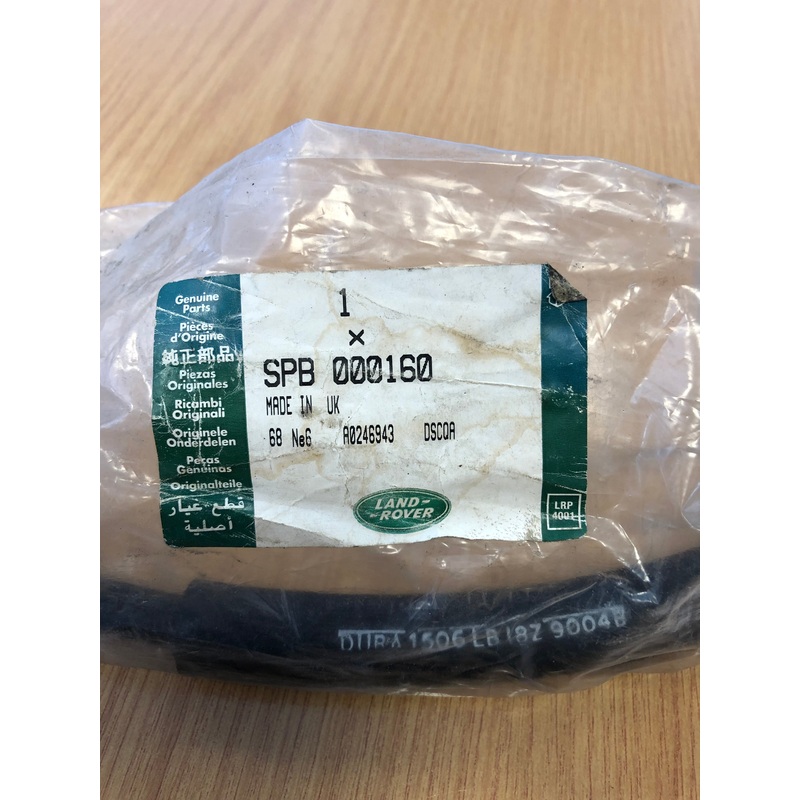 Genuine
Parts
Pièces
d'Origine
純正部品
Piezas
Originales
Ricambi
Originali
Originele
Onderdelen
Peças
Genuínas
Originalteile
قطع غيار
أصلية
1
×
SPB 000160
MADE IN UK
68 Ne6 A0246943 DSCQA
LAND-
-ROVER
LRP
4001
DURA 1506 LB 18Z 9004B